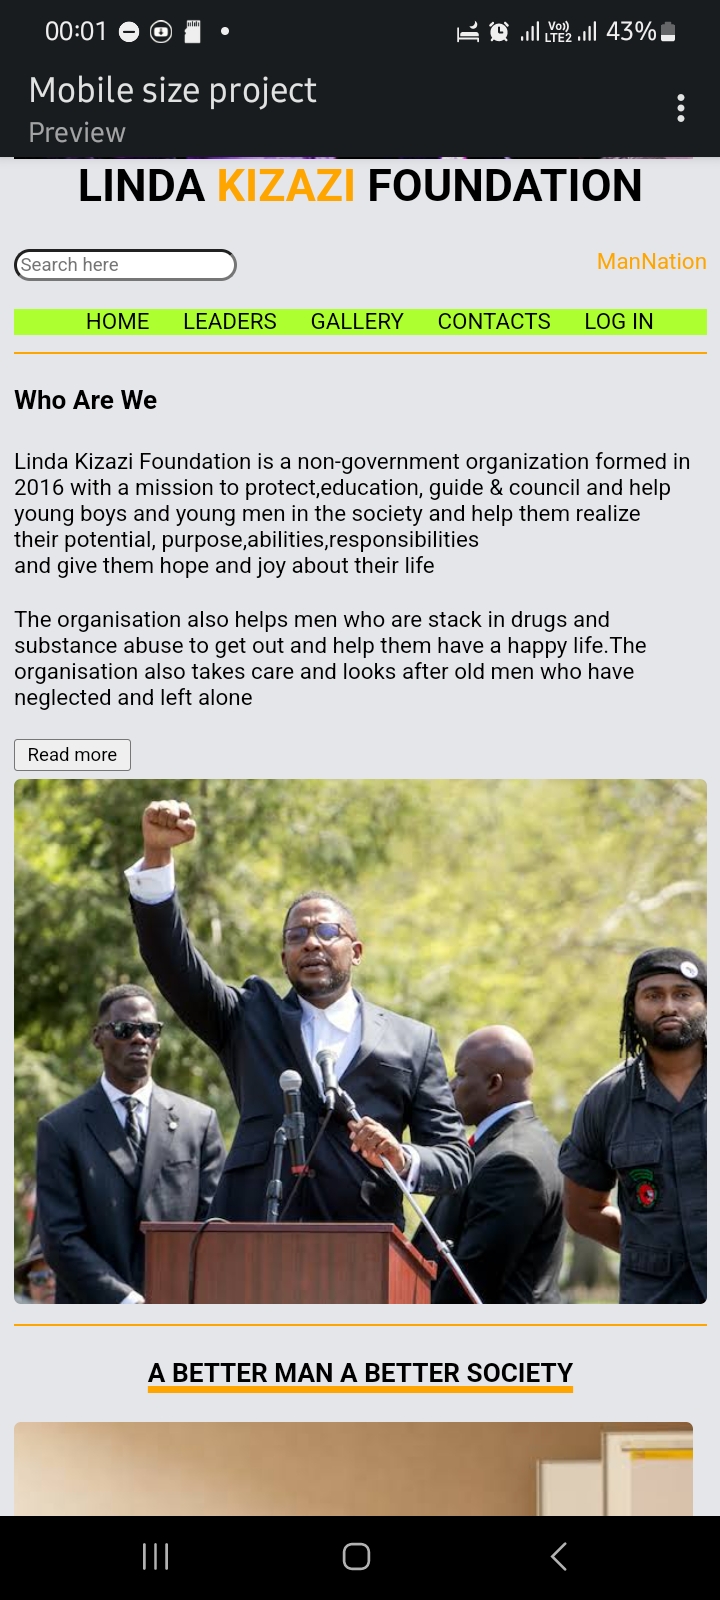 00:01
Vo))
LTE2
43%
Mobile size project
Preview
LINDA KIZAZI FOUNDATION
Search here
ManNation
HOME LEADERS GALLERY CONTACTS LOG IN
Who Are We
Linda Kizazi Foundation is a non-government organization formed in
2016 with a mission to protect,education, guide & council and help
young boys and young men in the society and help them realize
their potential, purpose,abilities,responsibilities
and give them hope and joy about their life
The organisation also helps men who are stack in drugs and
substance abuse to get out and help them have a happy life.The
organisation also takes care and looks after old men who have
neglected and left alone
Read more
A BETTER MAN A BETTER SOCIETY